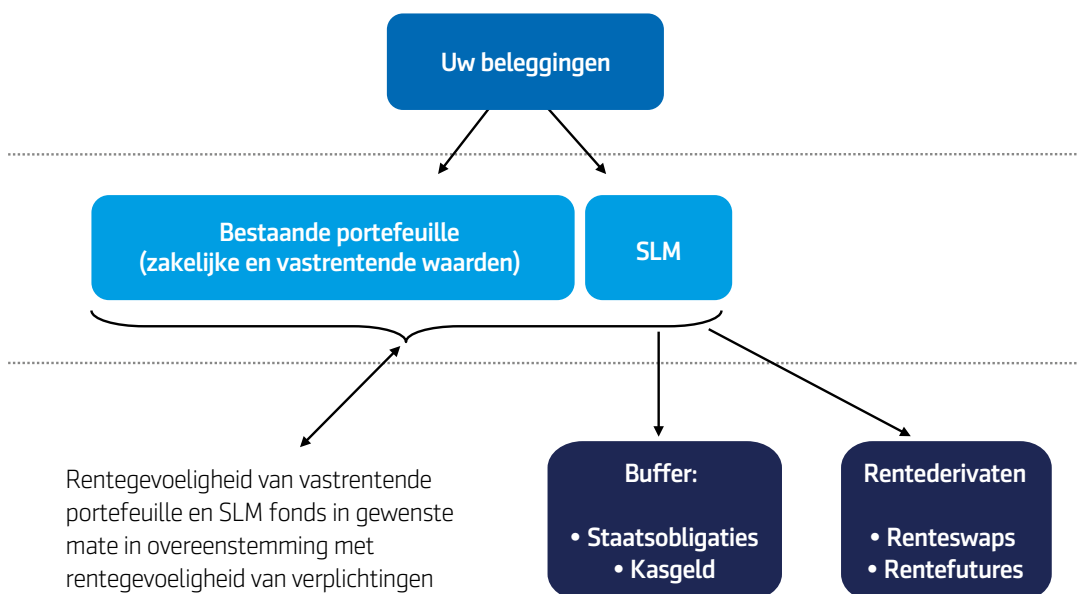 Uw beleggingen
Bestaande portefeuille
(zakelijke en vastrentende waarden)
SLM
Rentegevoeligheid van vastrentende
portefeuille en SLM fonds in gewenste
mate in overeenstemming met
rentegevoeligheid van verplichtingen
Buffer:
• Staatsobligaties
• Kasgeld
Rentederivaten
• Renteswaps
• Rentefutures